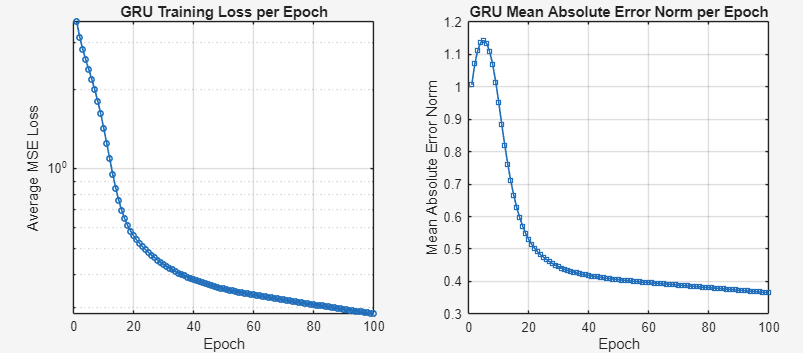 GRU Training Loss per Epoch
Average MSE Loss
10^0
0 20 40 60 80 100
Epoch
GRU Mean Absolute Error Norm per Epoch
Mean Absolute Error Norm
1.2
1.1
1
0.9
0.8
0.7
0.6
0.5
0.4
0.3
0 20 40 60 80 100
Epoch